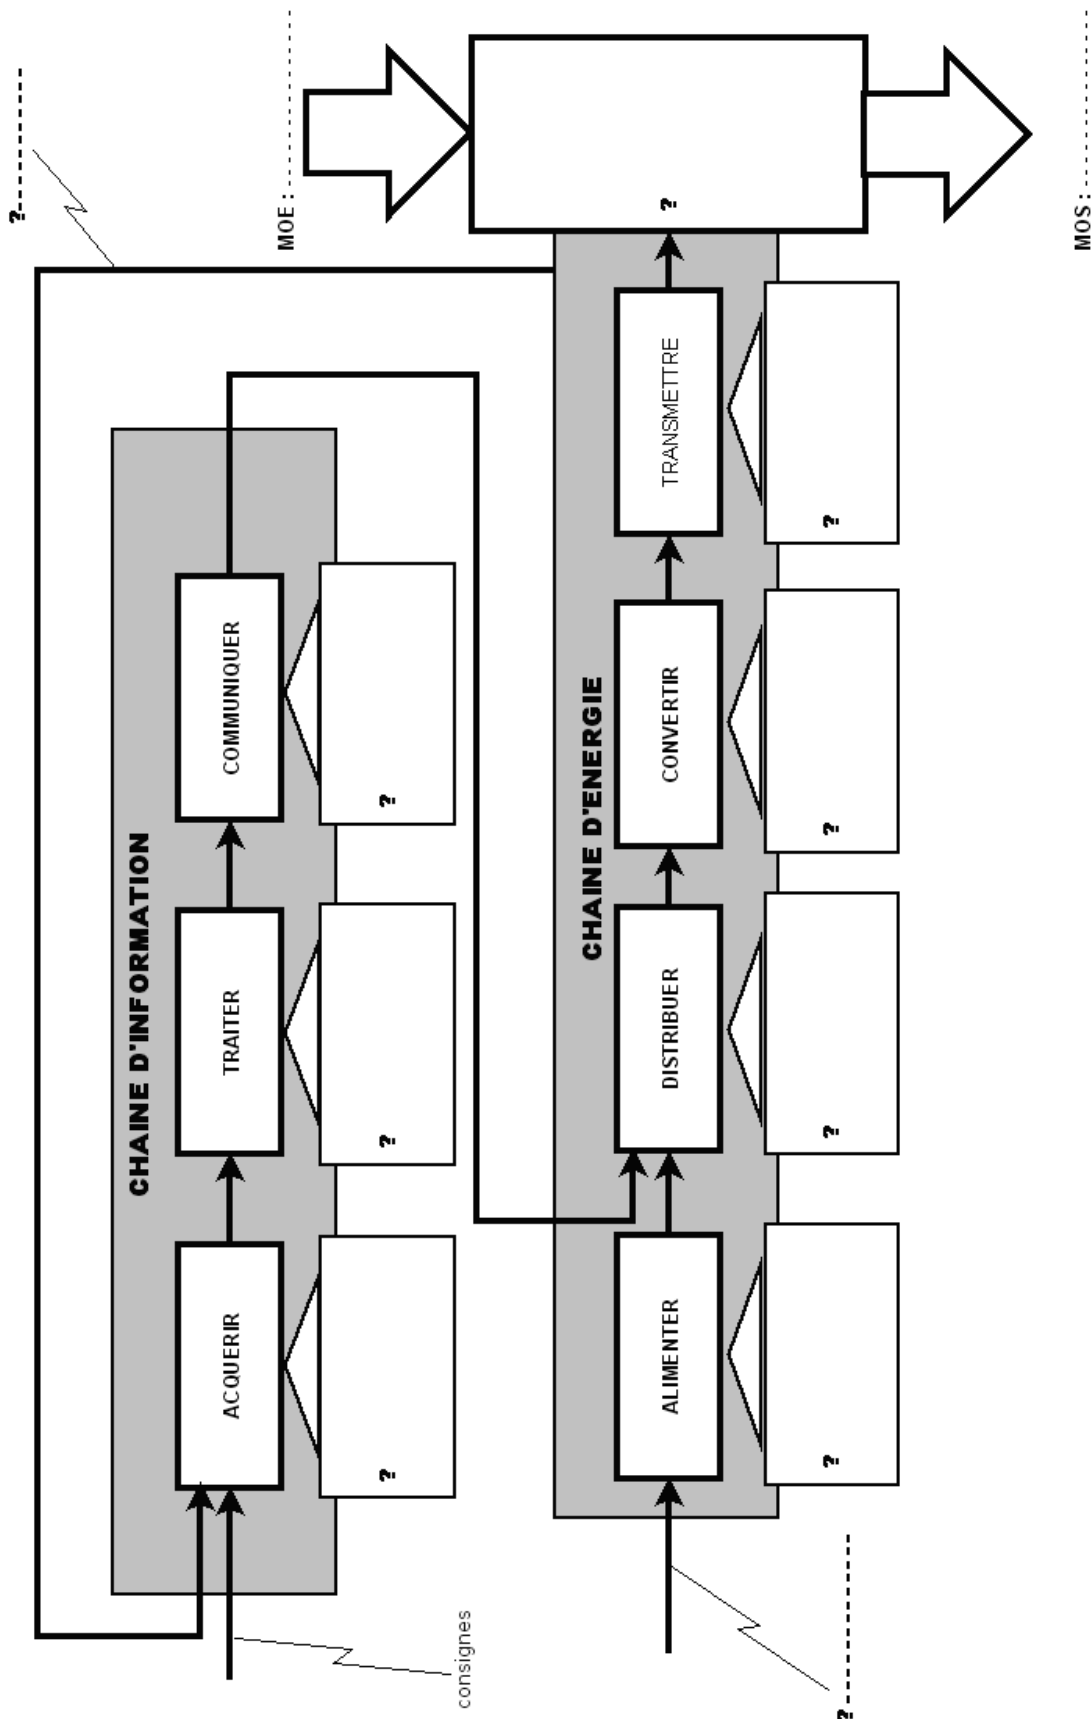 ?
MOE :
CHAINE D'INFORMATION
ACQUERIR
TRAITER
COMMUNIQUER
?
?
?
consignes
CHAINE D'ENERGIE
ALIMENTER
DISTRIBUER
CONVERTIR
TRANSMETTRE
?
?
?
?
?
?
MOS :